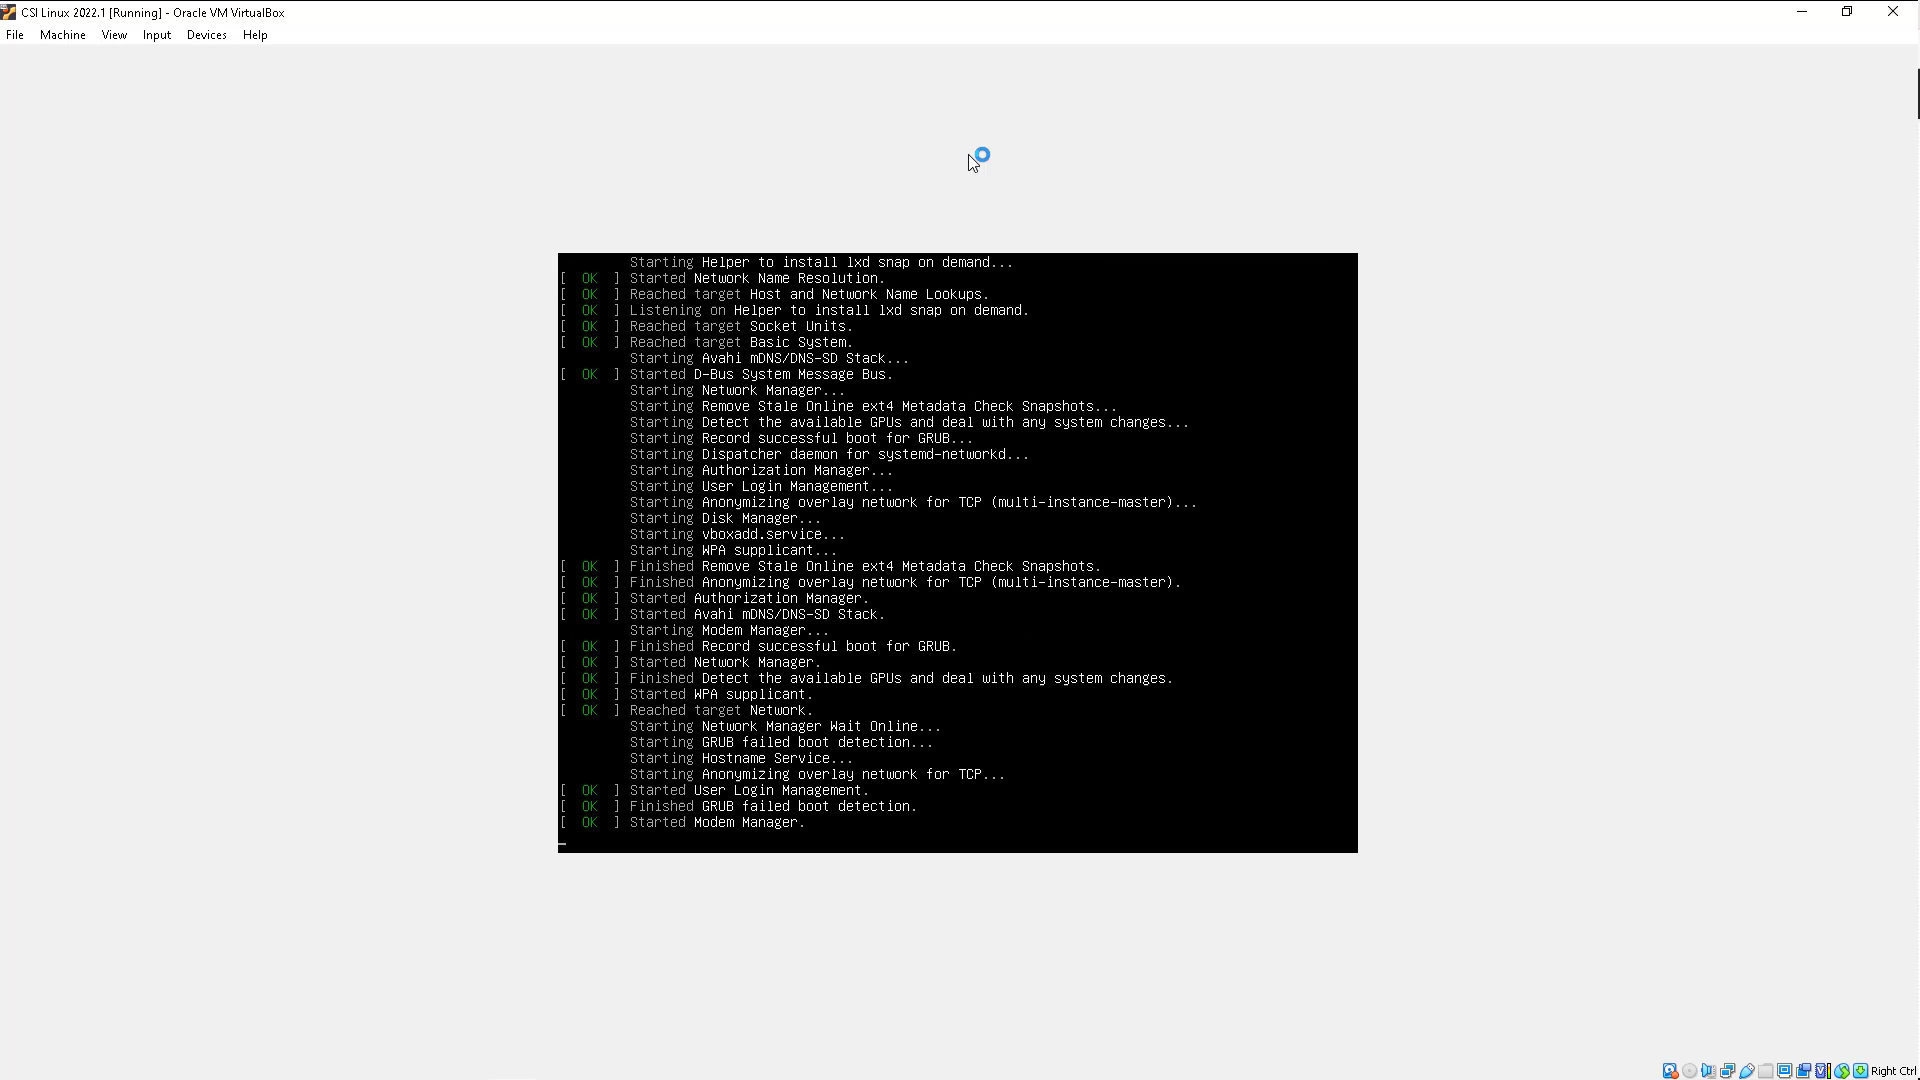 CSI Linux 2022.1 [Running] - Oracle VM VirtualBox
File Machine View Input Devices Help
Starting Helper to install lxd snap on demand...
[ OK ] Started Network Name Resolution.
[ OK ] Reached target Host and Network Name Lookups.
[ OK ] Listening on Helper to install lxd snap on demand.
[ OK ] Reached target Socket Units.
[ OK ] Reached target Basic System.
Starting Avahi mDNS/DNS-SD Stack...
[ OK ] Started D-Bus System Message Bus.
Starting Network Manager...
Starting Remove Stale Online ext4 Metadata Check Snapshots...
Starting Detect the available GPUs and deal with any system changes...
Starting Record successful boot for GRUB...
Starting Dispatcher daemon for systemd-networkd...
Starting Authorization Manager...
Starting User Login Management...
Starting Anonymizing overlay network for TCP (multi-instance-master)...
Starting Disk Manager...
Starting vboxadd.service...
Starting WPA supplicant...
[ OK ] Finished Remove Stale Online ext4 Metadata Check Snapshots.
[ OK ] Finished Anonymizing overlay network for TCP (multi-instance-master).
[ OK ] Started Authorization Manager.
[ OK ] Started Avahi mDNS/DNS-SD Stack.
Starting Modem Manager...
[ OK ] Finished Record successful boot for GRUB.
[ OK ] Started Network Manager.
[ OK ] Finished Detect the available GPUs and deal with any system changes.
[ OK ] Started WPA supplicant.
[ OK ] Reached target Network.
Starting Network Manager Wait Online...
Starting GRUB failed boot detection...
Starting Hostname Service...
Starting Anonymizing overlay network for TCP...
[ OK ] Started User Login Management.
[ OK ] Finished GRUB failed boot detection.
[ OK ] Started Modem Manager.
Right Ctrl